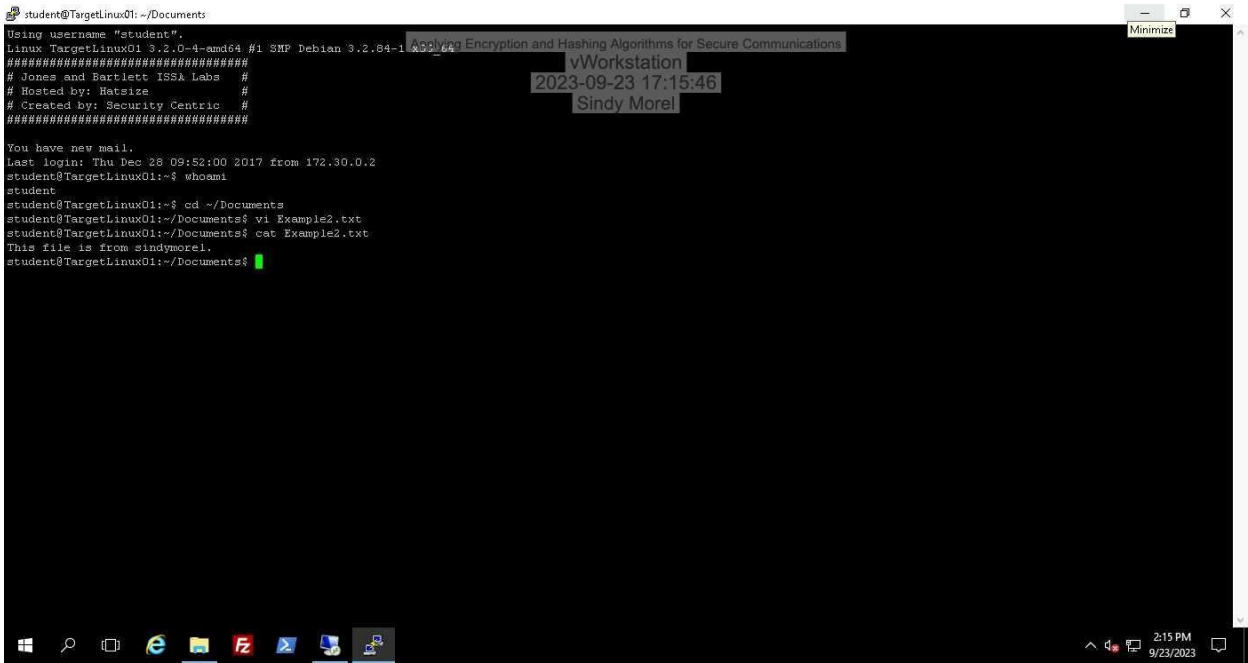 student@TargetLinux01: ~/Documents
Minimize
Using username "student".
Linux TargetLinux01 3.2.0-4-amd64 #1 SMP Debian 3.2.84-1 x86_64
###################################
# Jones and Bartlett ISSA Labs   #
# Hosted by: Hatsize             #
# Created by: Security Centric   #
###################################
Applying Encryption and Hashing Algorithms for Secure Communications
vWorkstation
2023-09-23 17:15:46
Sindy Morel
You have new mail.
Last login: Thu Dec 28 09:52:00 2017 from 172.30.0.2
student@TargetLinux01:~$ whoami
student
student@TargetLinux01:~$ cd ~/Documents
student@TargetLinux01:~/Documents$ vi Example2.txt
student@TargetLinux01:~/Documents$ cat Example2.txt
This file is from sindymorel.
student@TargetLinux01:~/Documents$
Fz
2:15 PM
9/23/2023